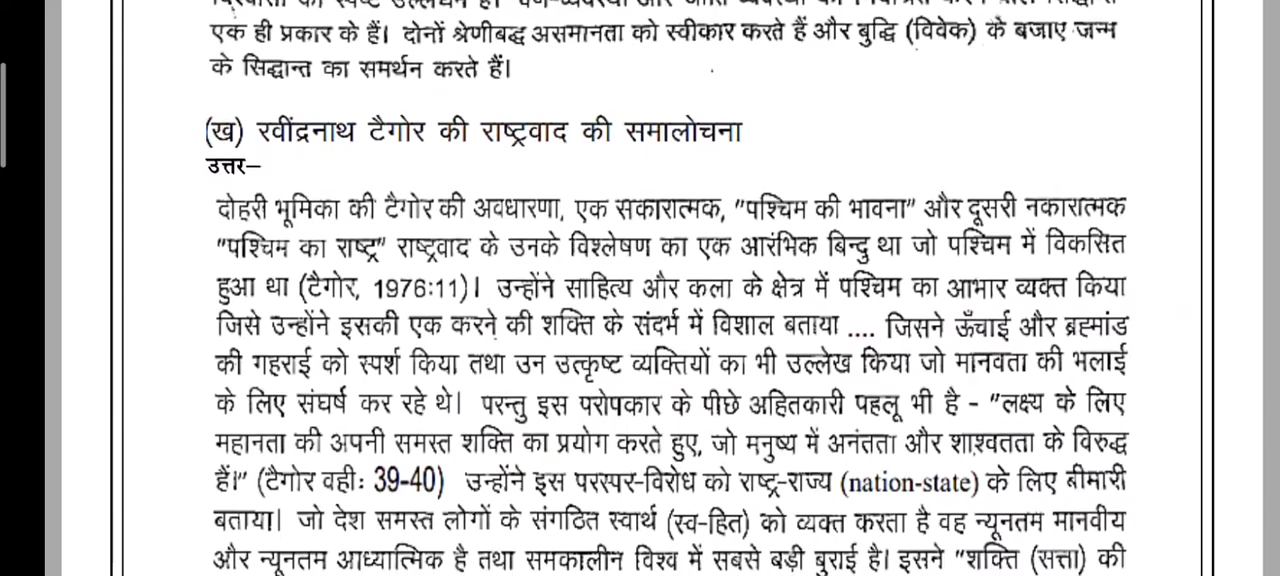 एक ही प्रकार के हैं। दोनों श्रेणीबद्ध असमानता को स्वीकार करते हैं और बुद्धि (विवेक) के बजाए जन्म
के सिद्धान्त का समर्थन करते हैं।
(ख) रवींद्रनाथ टैगोर की राष्ट्रवाद की समालोचना
उत्तर–
दोहरी भूमिका की टैगोर की अवधारणा, एक सकारात्मक, "पश्चिम की भावना" और दूसरी नकारात्मक
"पश्चिम का राष्ट्र" राष्ट्रवाद के उनके विश्लेषण का एक आरंभिक बिन्दु था जो पश्चिम में विकसित
हुआ था (टैगोर, 1976:11)। उन्होंने साहित्य और कला के क्षेत्र में पश्चिम का आभार व्यक्त किया
जिसे उन्होंने इसकी एक करने की शक्ति के संदर्भ में विशाल बताया .... जिसने ऊँचाई और ब्रह्मांड
की गहराई को स्पर्श किया तथा उन उत्कृष्ट व्यक्तियों का भी उल्लेख किया जो मानवता की भलाई
के लिए संघर्ष कर रहे थे। परन्तु इस परोपकार के पीछे अहितकारी पहलू भी है - "लक्ष्य के लिए
महानता की अपनी समस्त शक्ति का प्रयोग करते हुए, जो मनुष्य में अनंतता और शाश्वतता के विरुद्ध
हैं।" (टैगोर वही: 39-40) उन्होंने इस परस्पर-विरोध को राष्ट्र-राज्य (nation-state) के लिए बीमारी
बताया। जो देश समस्त लोगों के संगठित स्वार्थ (स्व-हित) को व्यक्त करता है वह न्यूनतम मानवीय
और न्यूनतम आध्यात्मिक है तथा समकालीन विश्व में सबसे बड़ी बुराई है। इसने "शक्ति (सत्ता) की